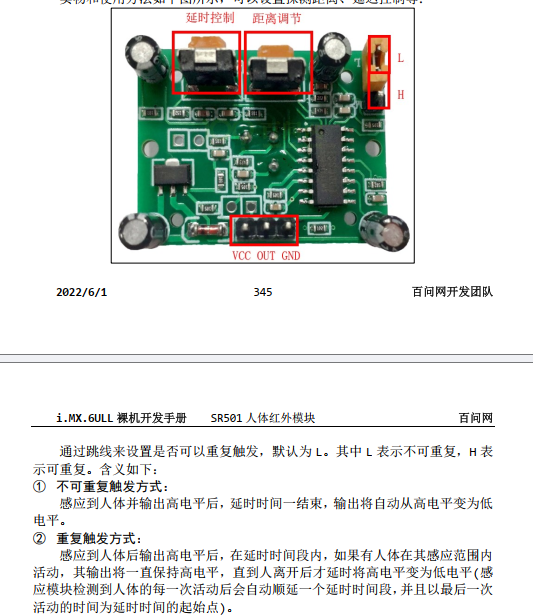 延时控制 距离调节
L
H
VCC OUT GND
2022/6/1 345 百问网开发团队
i.MX.6ULL 裸机开发手册 SR501 人体红外模块 百问网
通过跳线来设置是否可以重复触发，默认为 L。其中 L 表示不可重复，H 表
示可重复。含义如下：
① 不可重复触发方式：
感应到人体并输出高电平后，延时时间一结束，输出将自动从高电平变为低
电平。
② 重复触发方式：
感应到人体后输出高电平后，在延时时间段内，如果有人体在其感应范围内
活动，其输出将一直保持高电平，直到人离开后才延时将高电平变为低电平(感
应模块检测到人体的每一次活动后会自动顺延一个延时时间段，并且以最后一次
活动的时间为延时时间的起始点)。